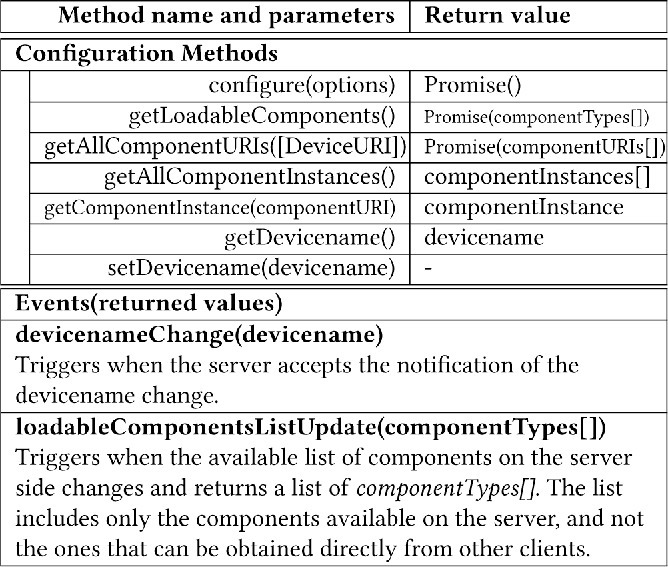 Method name and parameters Return value
Configuration Methods
configure(options) Promise()
getLoadableComponents() Promise(componentTypes[])
getAllComponentURIs([DeviceURI]) Promise(componentURIs[])
getAllComponentInstances() componentInstances[]
getComponentInstance(componentURI) componentInstance
getDevicename() devicename
setDevicename(devicename) -
Events(returned values)
devicenameChange(devicename)
Triggers when the server accepts the notification of the
devicename change.
loadableComponentsListUpdate(componentTypes[])
Triggers when the available list of components on the server
side changes and returns a list of componentTypes[]. The list
includes only the components available on the server, and not
the ones that can be obtained directly from other clients.